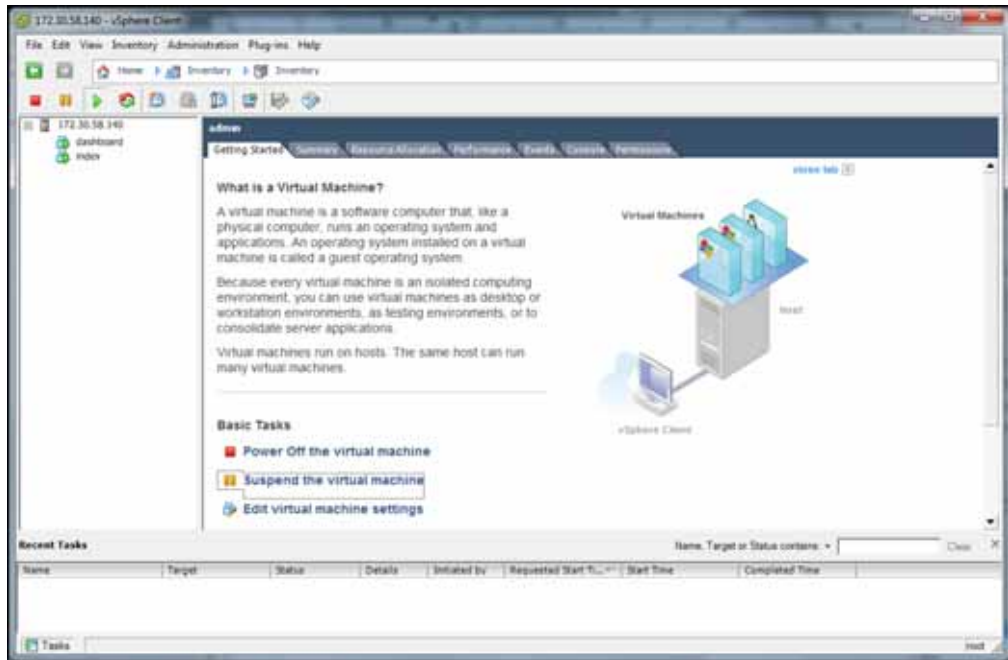 172.30.58.140 - vSphere Client
File Edit View Inventory Administration Plug-ins Help
Home Inventory Inventory
172.30.58.140
dashboard
index
admin
Getting Started Summary Resource Allocation Performance Events Console Permissions
close tab
What is a Virtual Machine?
A virtual machine is a software computer that, like a
physical computer, runs an operating system and
applications. An operating system installed on a virtual
machine is called a guest operating system.
Because every virtual machine is an isolated computing
environment, you can use virtual machines as desktop or
workstation environments, as testing environments, or to
consolidate server applications.
Virtual machines run on hosts. The same host can run
many virtual machines.
Virtual Machines
Host
vSphere Client
Basic Tasks
Power Off the virtual machine
Suspend the virtual machine
Edit virtual machine settings
Recent Tasks
Name, Target or Status contains:
Clear
Name Target Status Details Initiated by Requested Start Ti... Start Time Completed Time
Tasks
root